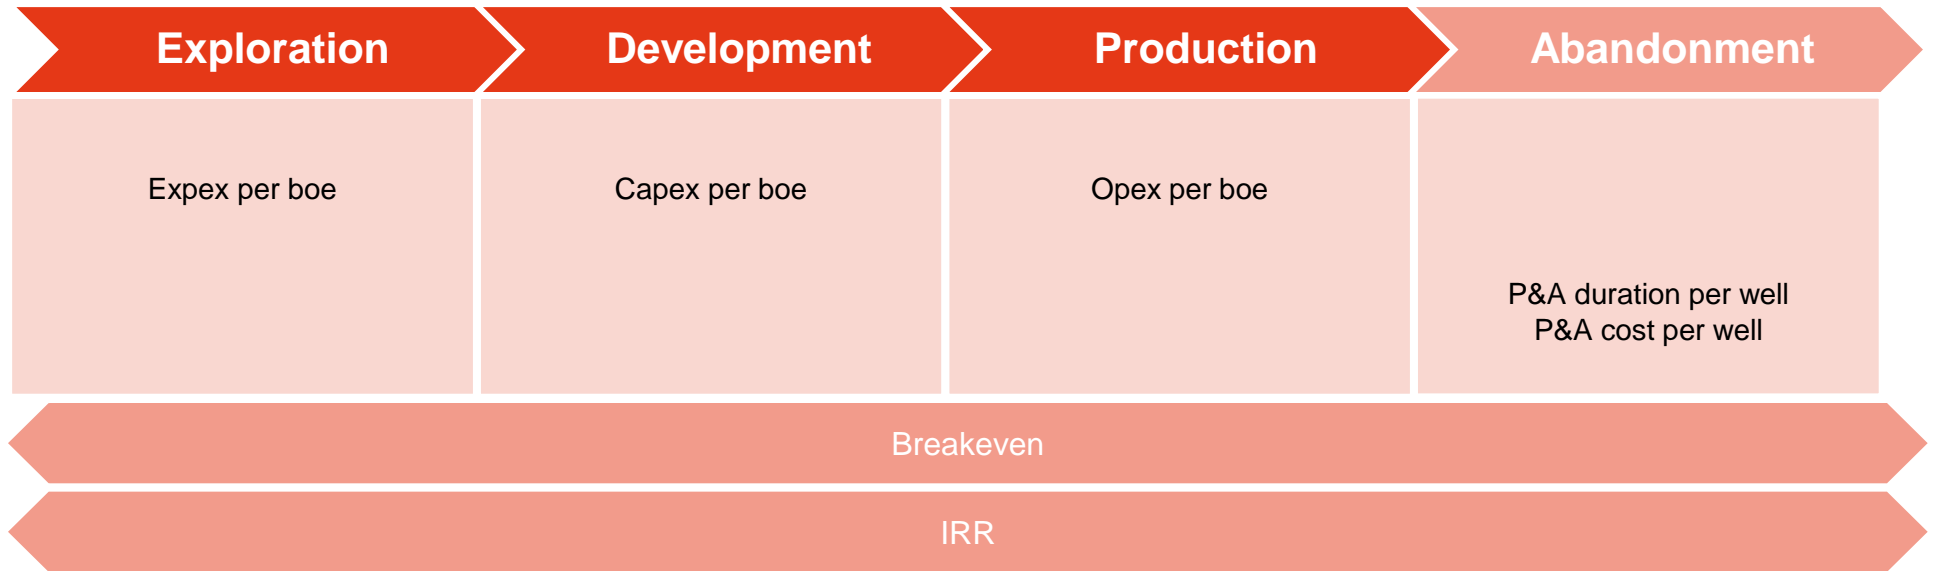 Exploration
Development
Production
Abandonment
Expex per boe
Capex per boe
Opex per boe
P&A duration per well
P&A cost per well
Breakeven
IRR